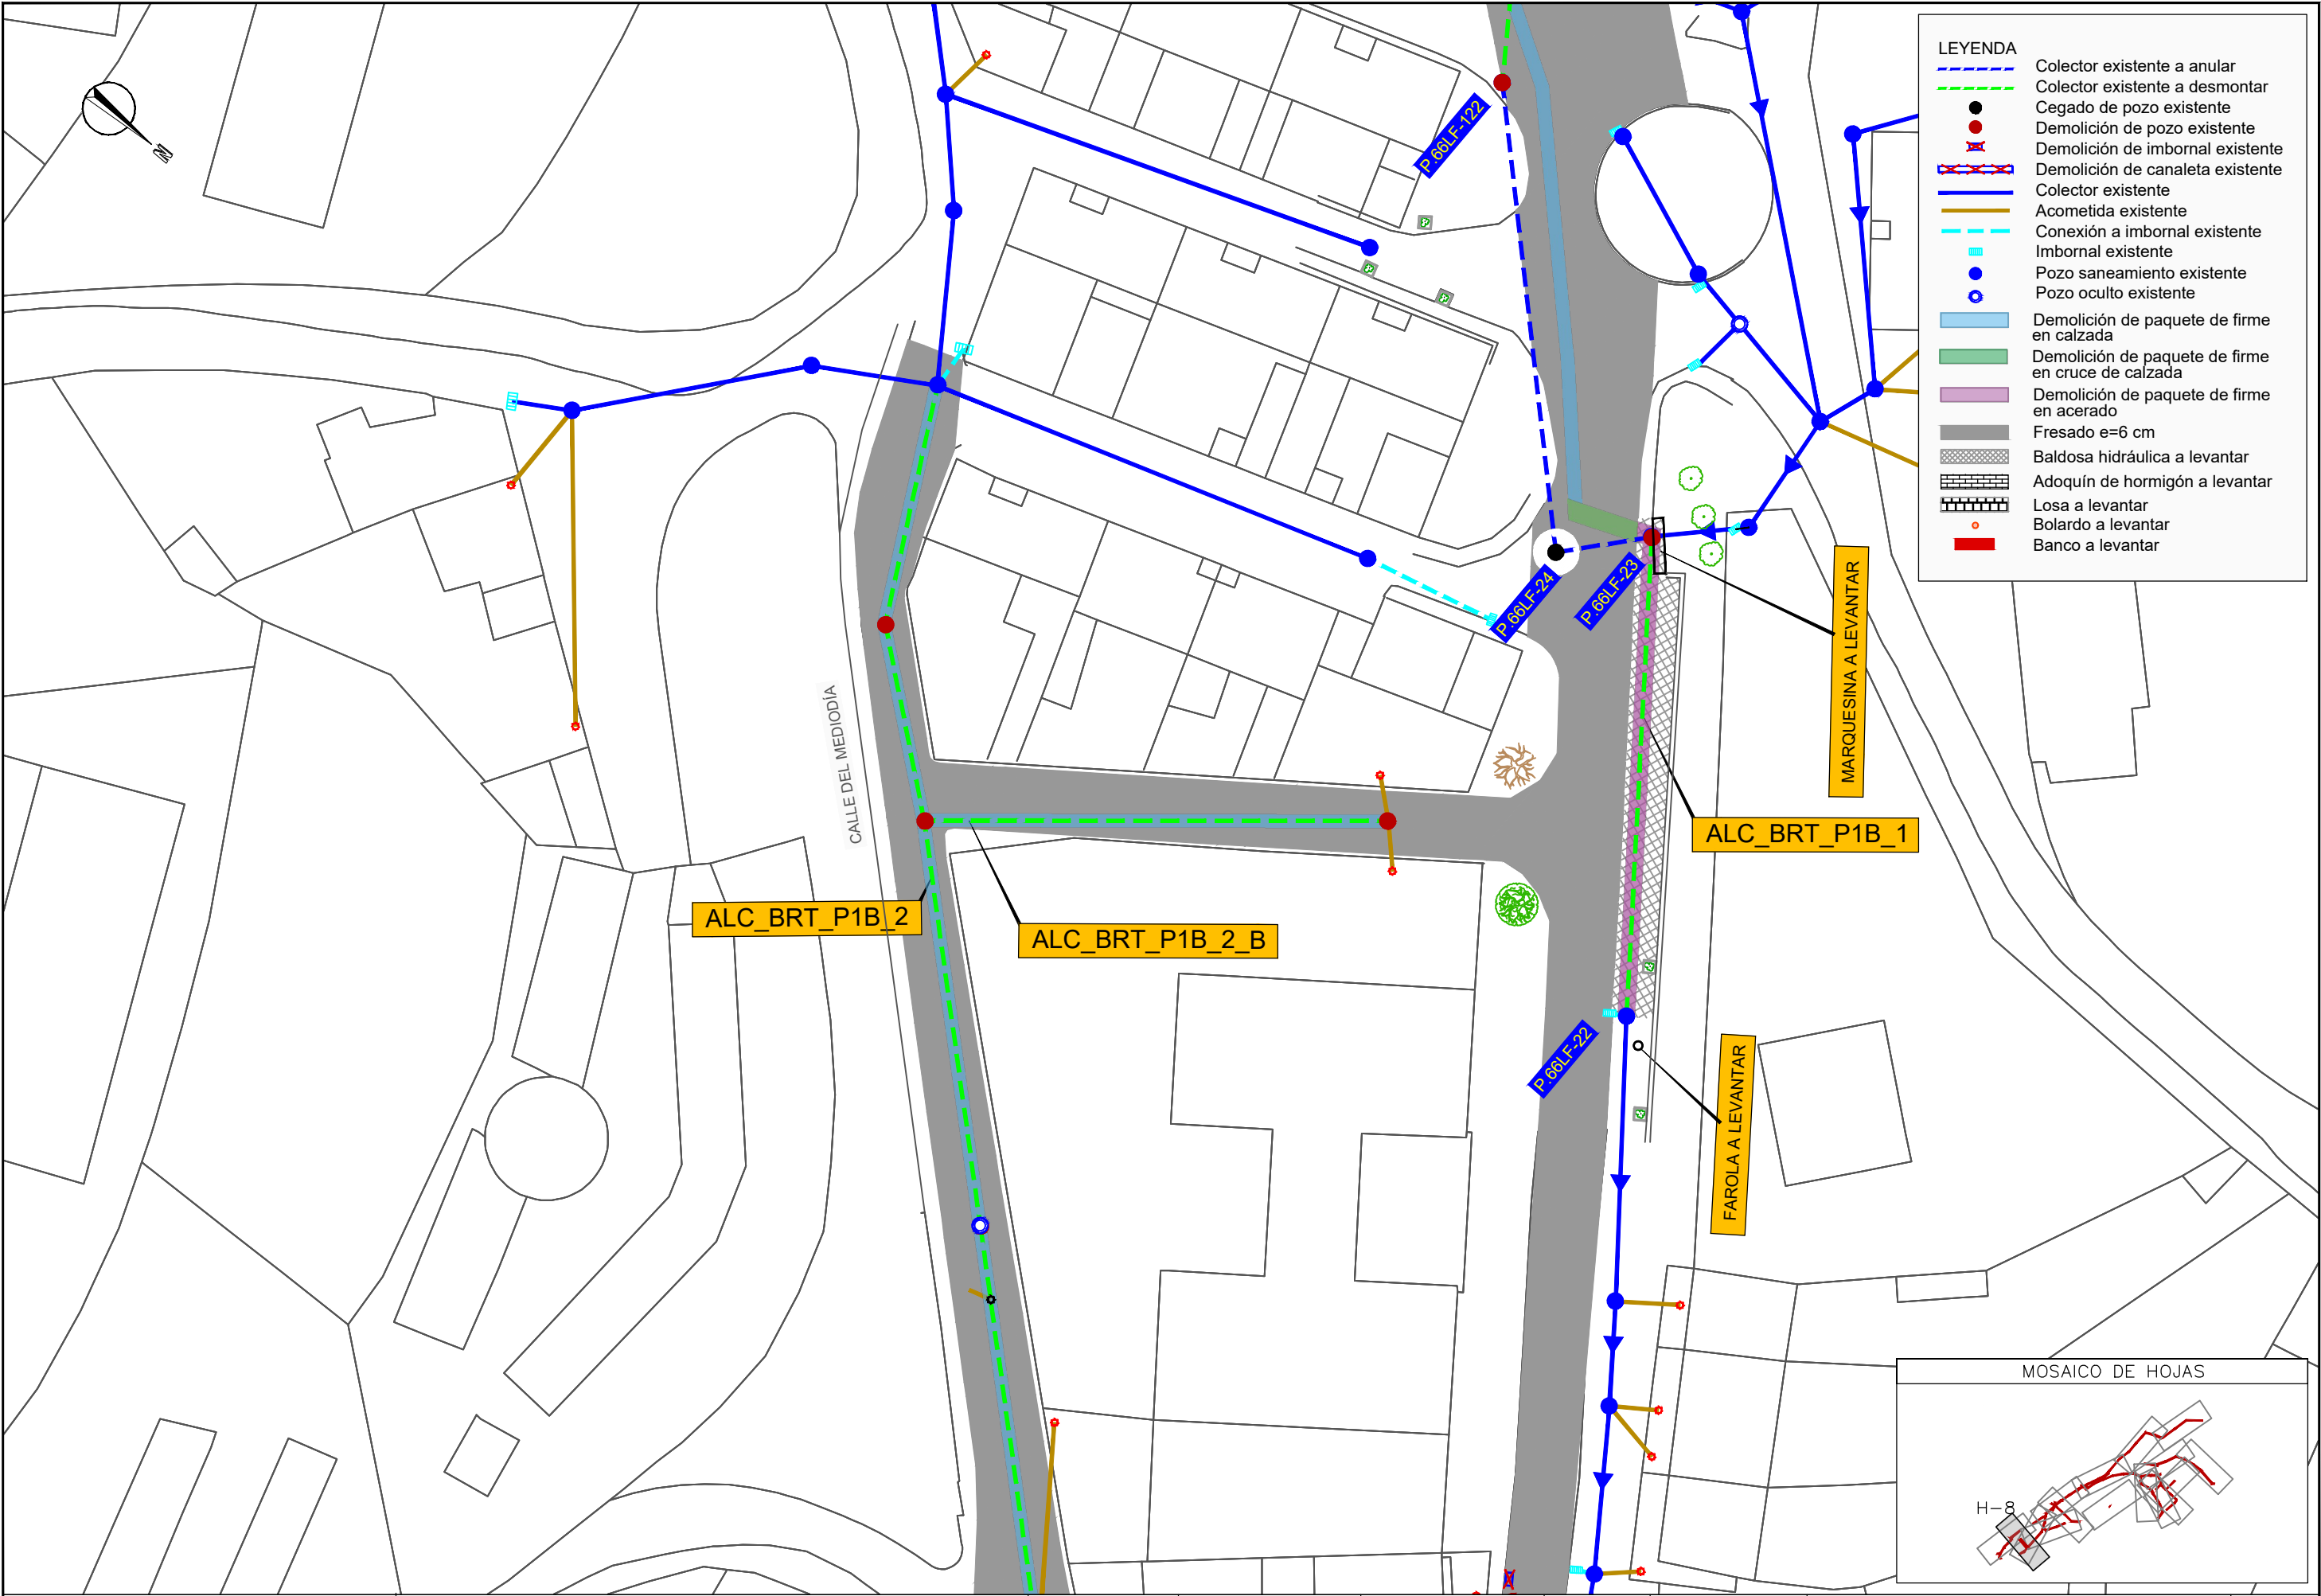 LEYENDA
Colector existente a anular
Colector existente a desmontar
Cegado de pozo existente
Demolición de pozo existente
Demolición de imbornal existente
Demolición de canaleta existente
Colector existente
Acometida existente
Conexión a imbornal existente
Imbornal existente
Pozo saneamiento existente
Pozo oculto existente
Demolición de paquete de firme
en calzada
Demolición de paquete de firme
en cruce de calzada
Demolición de paquete de firme
en acerado
Fresado e=6 cm
Baldosa hidráulica a levantar
Adoquín de hormigón a levantar
Losa a levantar
Bolardo a levantar
Banco a levantar
N
P.66LF-122
P.66LF-24
P.66LF-23
MARQUESINA A LEVANTAR
CALLE DEL MEDIODÍA
ALC_BRT_P1B_1
ALC_BRT_P1B_2
ALC_BRT_P1B_2_B
P.66LF-22
FAROLA A LEVANTAR
MOSAICO DE HOJAS
H-8